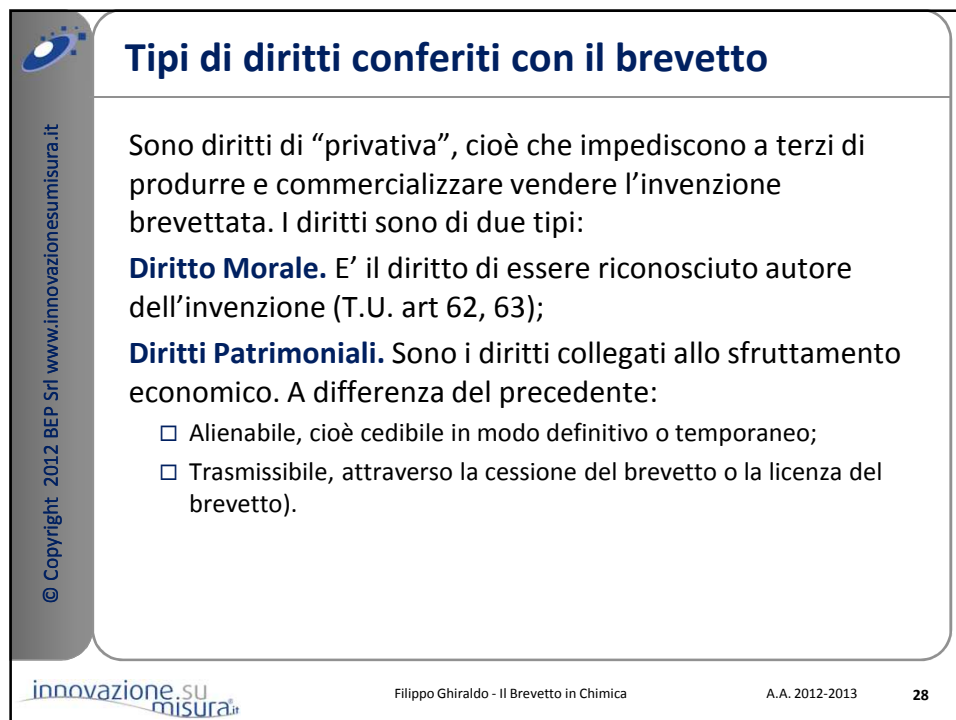 Tipi di diritti conferiti con il brevetto
© Copyright 2012 BEP Srl www.innovazionesumisura.it
Sono diritti di “privativa”, cioè che impediscono a terzi di
produrre e commercializzare vendere l’invenzione
brevettata. I diritti sono di due tipi:
Diritto Morale. E’ il diritto di essere riconosciuto autore
dell’invenzione (T.U. art 62, 63);
Diritti Patrimoniali. Sono i diritti collegati allo sfruttamento
economico. A differenza del precedente:
Alienabile, cioè cedibile in modo definitivo o temporaneo;
Trasmissibile, attraverso la cessione del brevetto o la licenza del
brevetto).
innovazione.su
misura.it
Filippo Ghiraldo - Il Brevetto in Chimica
A.A. 2012-2013
28